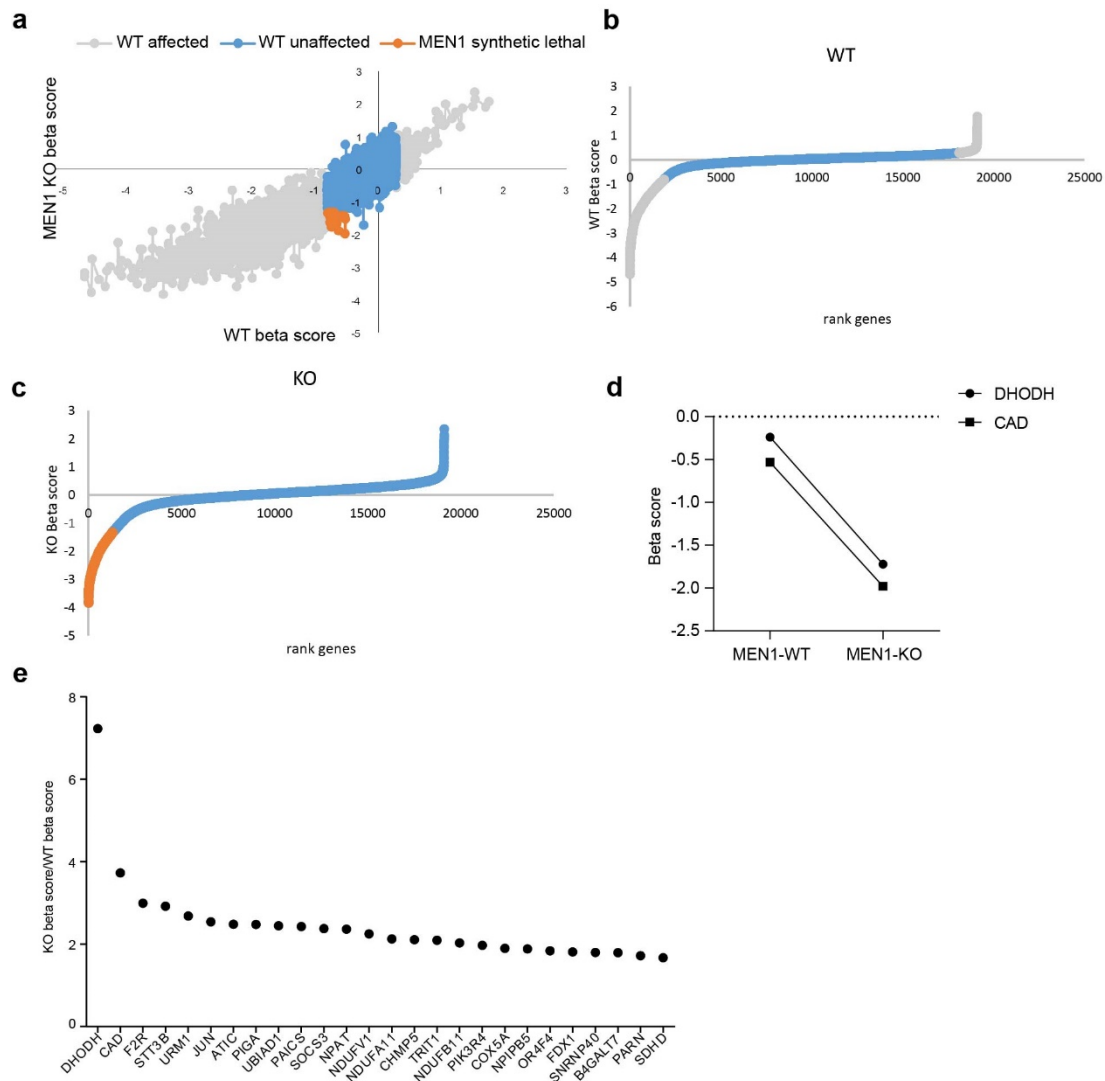 a
WT affected WT unaffected MEN1 synthetic lethal
MEN1 KO beta score
3
2
1
0
-5 -4 -3 -2 -1 0 1 2 3
-1
-2
-3
-4
-5
WT beta score
b
WT
WT Beta score
3
2
1
0
0 5000 10000 15000 20000 25000
-1
-2
-3
-4
-5
-6
rank genes
c
KO
KO Beta score
3
2
1
0
0 5000 10000 15000 20000 25000
-1
-2
-3
-4
-5
rank genes
d
DHODH
CAD
Beta score
0.0
-0.5
-1.0
-1.5
-2.0
-2.5
MEN1-WT MEN1-KO
e
KO beta score/WT beta score
8
6
4
2
0
DHODH CAD F2R STT3B URM1 JUN ATIC PIGA UBIAD1 PAICS SOCS3 NPAT NDUFV1 NDUFA11 CHMP5 TRIT1 NDUFB11 PIK3R4 COX5A NPIPB5 OR4F4 FDX1 SNRNP40 B4GALT7 PARN SDHD